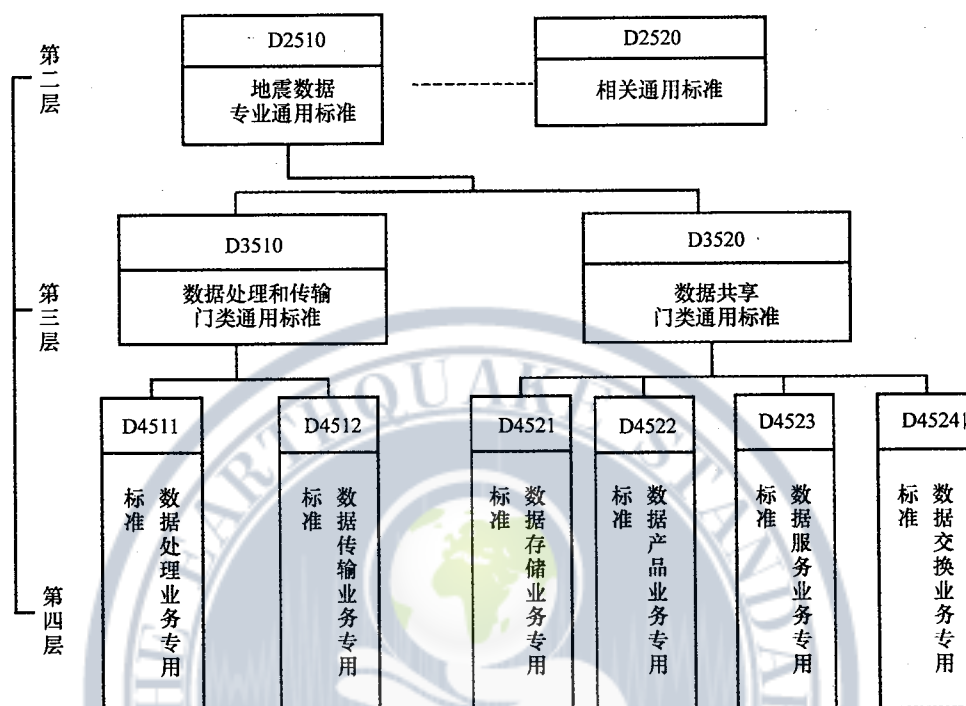 第二层
D2510
地震数据
专业通用标准
D2520
相关通用标准
第三层
D3510
数据处理和传输
门类通用标准
D3520
数据共享
门类通用标准
第四层
D4511
数据处理业务专用
标准
D4512
数据传输业务专用
标准
D4521
数据存储业务专用
标准
D4522
数据产品业务专用
标准
D4523
数据服务业务专用
标准
D4524
数据交换业务专用
标准
THE EARTHQUAKE STANDA